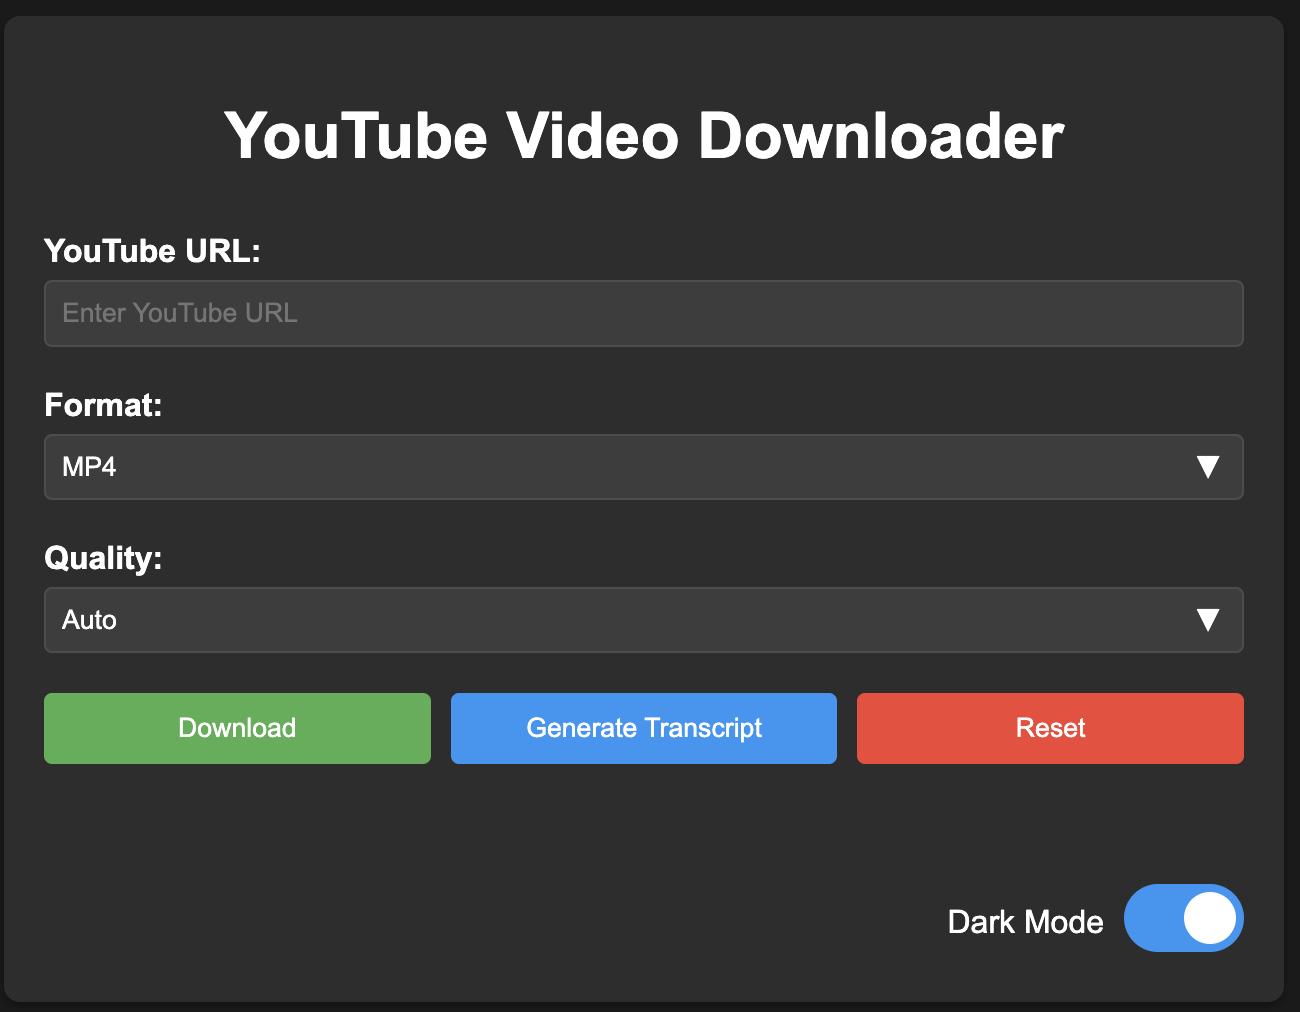 YouTube Video Downloader
YouTube URL:
Enter YouTube URL
Format:
MP4
Quality:
Auto
Download
Generate Transcript
Reset
Dark Mode